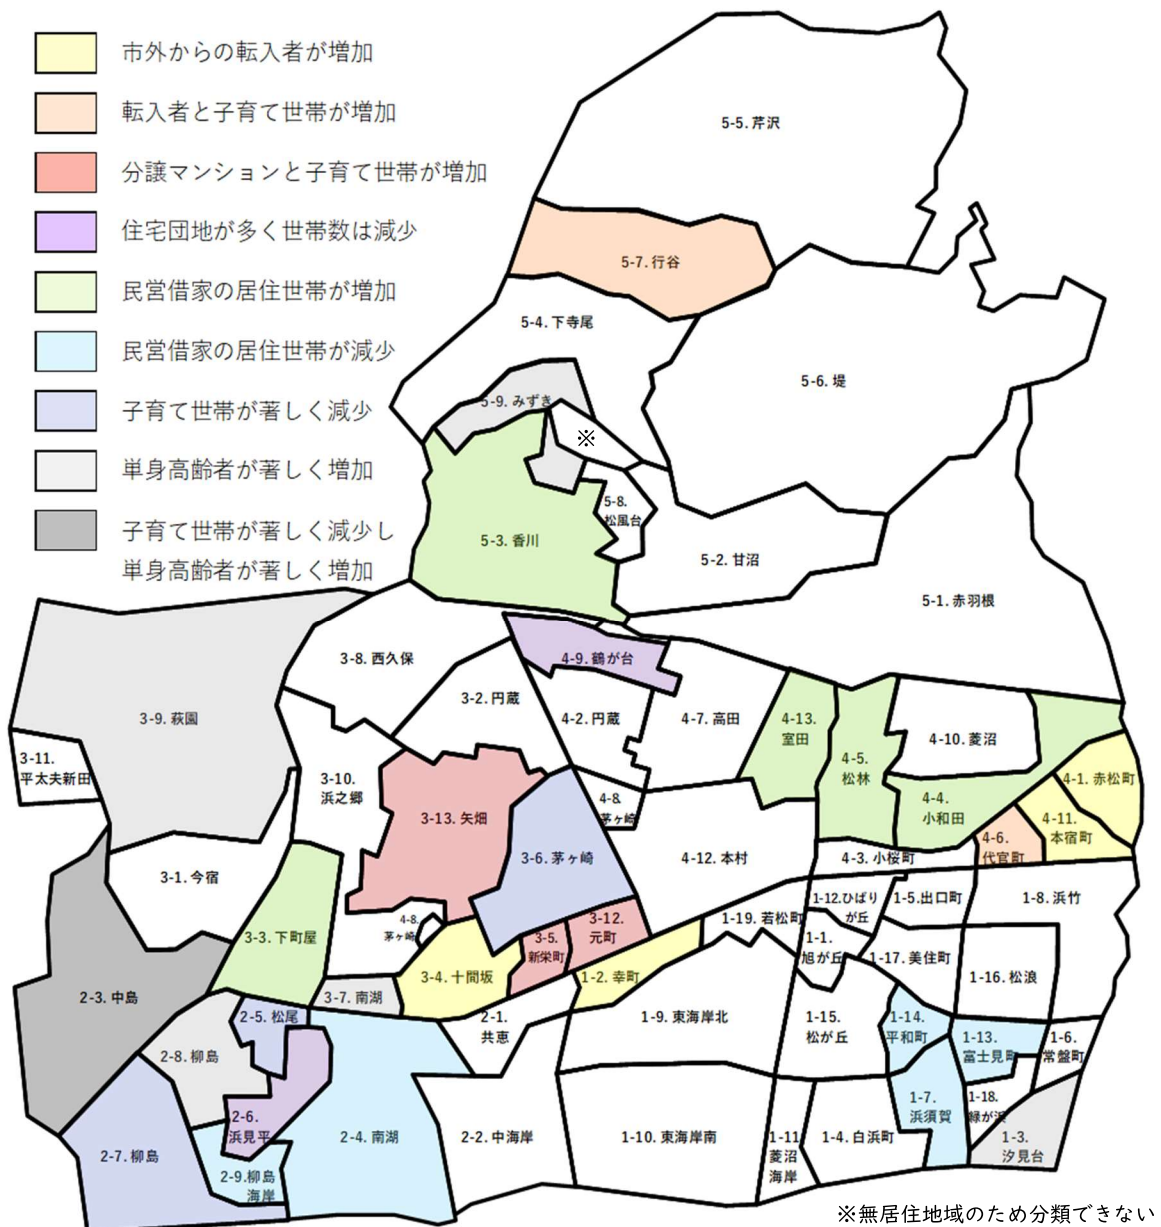 市外からの転入者が増加
転入者と子育て世帯が増加
分譲マンションと子育て世帯が増加
住宅団地が多く世帯数は減少
民営借家の居住世帯が増加
民営借家の居住世帯が減少
子育て世帯が著しく減少
単身高齢者が著しく増加
子育て世帯が著しく減少し
単身高齢者が著しく増加
5-5. 芹沢
5-7. 行谷
5-4. 下寺尾
5-6. 堤
5-9. みずき
※
5-8.
松風台
5-3. 香川
5-2. 甘沼
5-1. 赤羽根
3-8. 西久保
4-9. 鶴が台
3-2. 円蔵
4-2. 円蔵
4-7. 高田
4-13.
室田
4-5.
松林
4-10. 菱沼
3-9. 萩園
3-11.
平太夫新田
3-10.
浜之郷
3-13. 矢畑
4-8.
茅ヶ崎
4-4.
小和田
4-1. 赤松町
4-11.
本宿町
4-6.
代官町
3-6. 茅ヶ崎
4-12. 本村
4-3. 小桜町
3-1. 今宿
3-3. 下町屋
4-8.
茅ヶ崎
3-12.
元町
3-5.
新栄町
1-19. 若松町
1-12.ひばり
が丘
1-5. 出口町
1-8. 浜竹
1-1.
旭が丘
1-17. 美住町
1-16. 松浪
2-3. 中島
3-7. 南湖
3-4. 十間坂
1-2. 幸町
2-5. 松尾
2-1.
共恵
1-9. 東海岸北
1-15.
松が丘
1-14.
平和町
1-13.
富士見町
1-6.
常盤町
2-8. 柳島
2-6.
浜見平
2-4. 南湖
2-2. 中海岸
1-10. 東海岸南
1-11
菱沼
海岸
1-4. 白浜町
1-7.
浜須賀
1-18.
緑が浜
1-3.
汐見台
2-7. 柳島
2-9. 柳島
海岸
※無居住地域のため分類できない